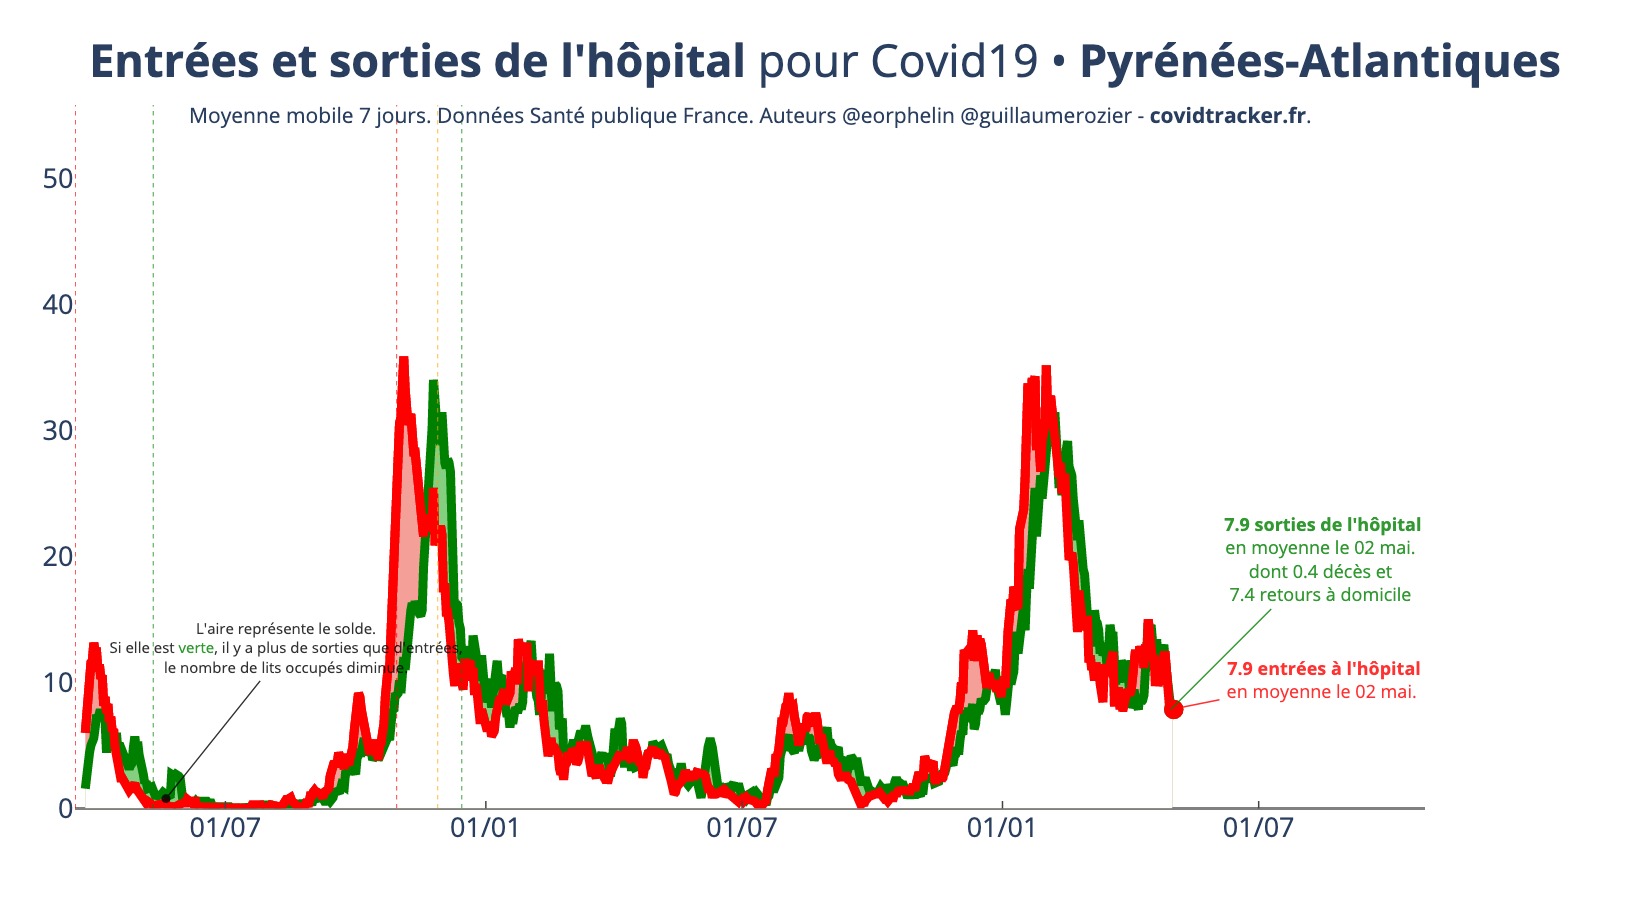 Entrées et sorties de l'hôpital pour Covid19 • Pyrénées-Atlantiques
Moyenne mobile 7 jours. Données Santé publique France. Auteurs @eorphelin @guillaumerozier - covidtracker.fr.
50
40
30
20
10
0
L'aire représente le solde.
Si elle est verte, il y a plus de sorties que d'entrées,
le nombre de lits occupés diminue.
7.9 sorties de l'hôpital
en moyenne le 02 mai.
dont 0.4 décès et
7.4 retours à domicile
7.9 entrées à l'hôpital
en moyenne le 02 mai.
01/07
01/01
01/07
01/01
01/07